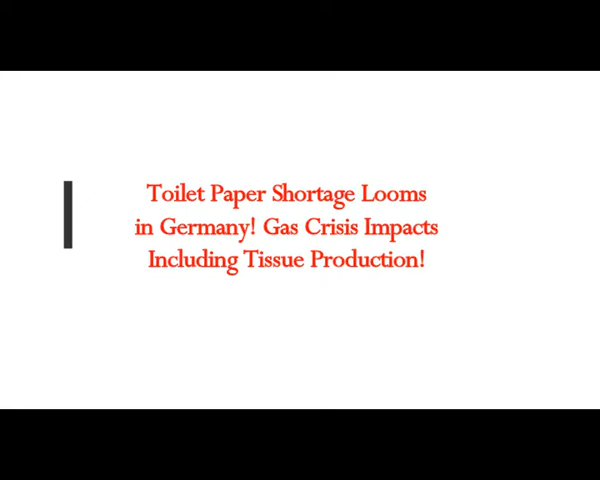 Toilet Paper Shortage Looms
in Germany! Gas Crisis Impacts
Including Tissue Production!